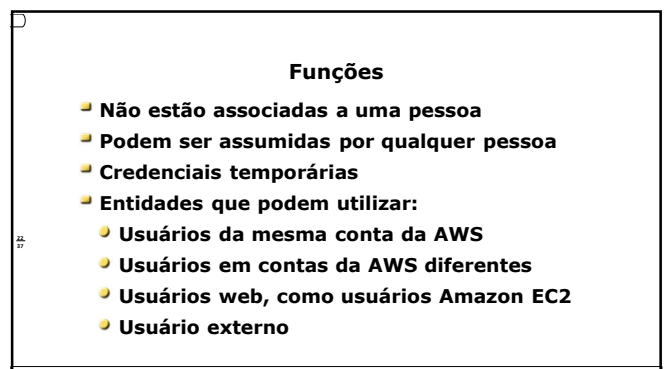 Funções
Não estão associadas a uma pessoa
Podem ser assumidas por qualquer pessoa
Credenciais temporárias
Entidades que podem utilizar:
Usuários da mesma conta da AWS
22
37
Usuários em contas da AWS diferentes
Usuários web, como usuários Amazon EC2
Usuário externo